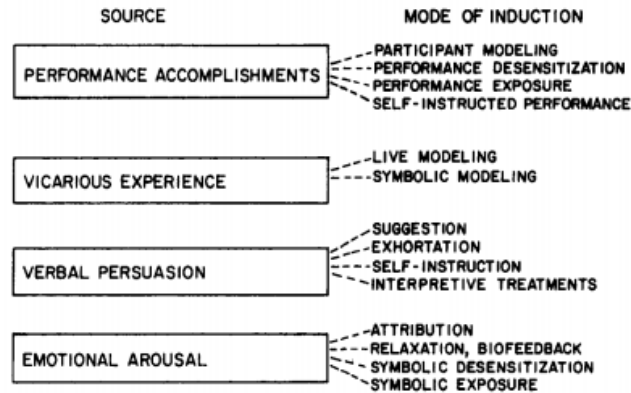 SOURCE MODE OF INDUCTION
PARTICIPANT MODELING
PERFORMANCE ACCOMPLISHMENTS PERFORMANCE DESENSITIZATION
PERFORMANCE EXPOSURE
SELF-INSTRUCTED PERFORMANCE
LIVE MODELING
VICARIOUS EXPERIENCE SYMBOLIC MODELING
SUGGESTION
EXHORTATION
VERBAL PERSUASION SELF-INSTRUCTION
INTERPRETIVE TREATMENTS
ATTRIBUTION
RELAXATION, BIOFEEDBACK
EMOTIONAL AROUSAL SYMBOLIC DESENSITIZATION
SYMBOLIC EXPOSURE